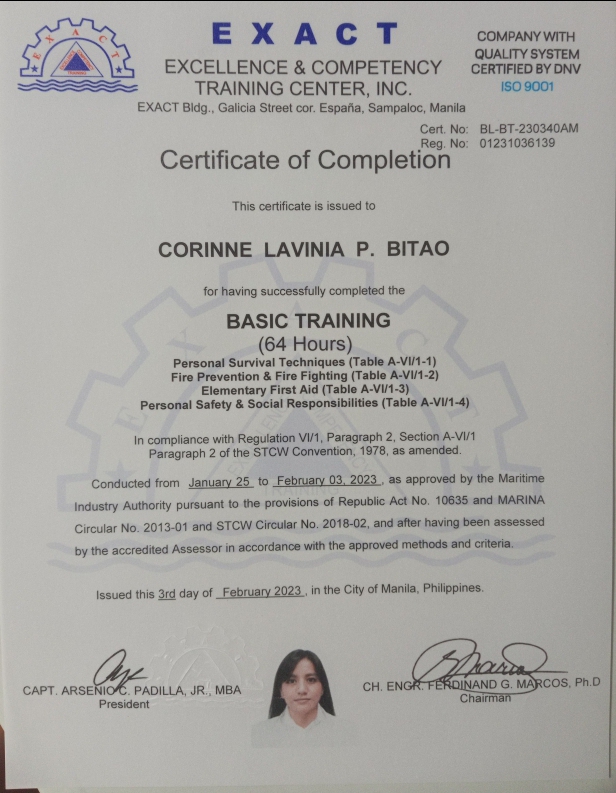 EXACT
E X A C T
TRAINING
EXCELLENCE & COMPETENCY
TRAINING CENTER, INC.
EXACT Bldg., Galicia Street cor. España, Sampaloc, Manila
COMPANY WITH
QUALITY SYSTEM
CERTIFIED BY DNV
ISO 9001
Cert. No: BL-BT-230340AM
Reg. No: 01231036139
Certificate of Completion
This certificate is issued to
CORINNE LAVINIA P. BITAO
for having successfully completed the
BASIC TRAINING
(64 Hours)
Personal Survival Techniques (Table A-VI/1-1)
Fire Prevention & Fire Fighting (Table A-VI/1-2)
Elementary First Aid (Table A-VI/1-3)
Personal Safety & Social Responsibilities (Table A-VI/1-4)
In compliance with Regulation VI/1, Paragraph 2, Section A-VI/1
Paragraph 2 of the STCW Convention, 1978, as amended.
Conducted from January 25 to February 03, 2023, as approved by the Maritime
Industry Authority pursuant to the provisions of Republic Act No. 10635 and MARINA
Circular No. 2013-01 and STCW Circular No. 2018-02, and after having been assessed
by the accredited Assessor in accordance with the approved methods and criteria.
Issued this 3rd day of February 2023, in the City of Manila, Philippines.
CAPT. ARSENIO C. PADILLA, JR., MBA
President
CH. ENGR. FERDINAND G. MARCOS, Ph.D
Chairman